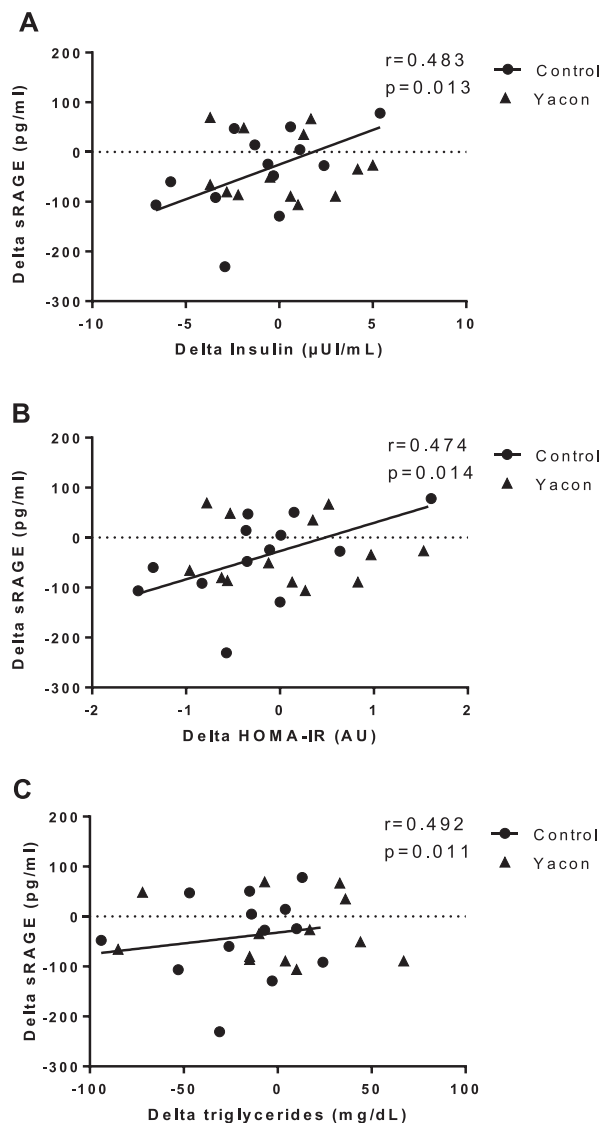 A
200
100
0
-100
-200
-300
-10
-5
0
5
10
Delta sRAGE (pg/ml)
Delta Insulin (µUI/mL)
r=0.483
p=0.013
Control
Yacon
B
200
100
0
-100
-200
-300
-2
-1
0
1
2
Delta sRAGE (pg/ml)
Delta HOMA-IR (AU)
r=0.474
p=0.014
Control
Yacon
C
200
100
0
-100
-200
-300
-100
-50
0
50
100
Delta sRAGE (pg/ml)
Delta triglycerides (mg/dL)
r=0.492
p=0.011
Control
Yacon